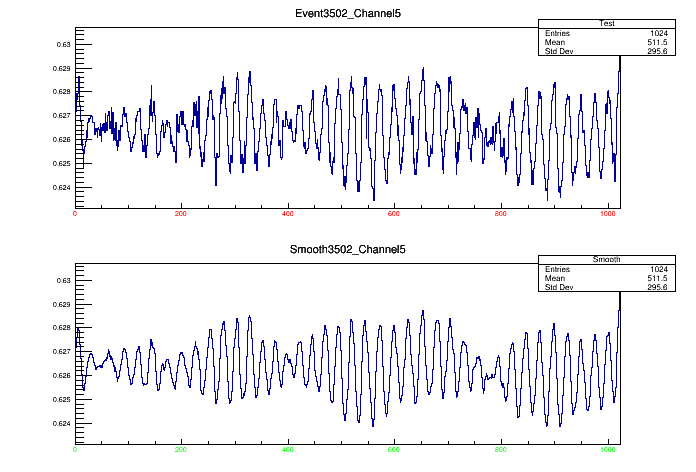 Event3502_Channel5
Test
Entries 1024
Mean 511.5
Std Dev 295.6
0.63
0.629
0.628
0.627
0.626
0.625
0.624
0 200 400 600 800 1000
Smooth3502_Channel5
Smooth
Entries 1024
Mean 511.5
Std Dev 295.6
0.63
0.629
0.628
0.627
0.626
0.625
0.624
0 200 400 600 800 1000